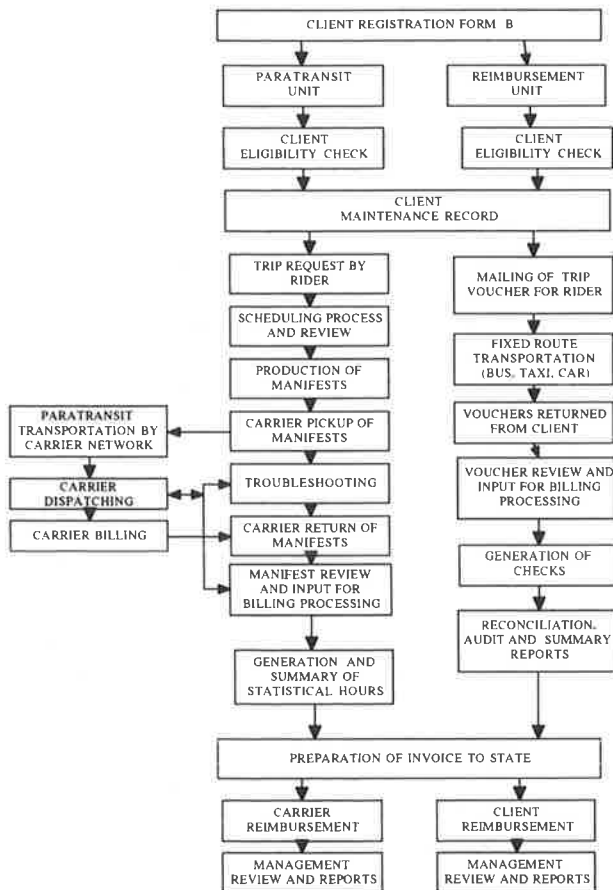 CLIENT REGISTRATION FORM B
PARATRANSIT
UNIT
REIMBURSEMENT
UNIT
CLIENT
ELIGIBILITY CHECK
CLIENT
ELIGIBILITY CHECK
CLIENT
MAINTENANCE RECORD
TRIP REQUEST BY
RIDER
MAILING OF TRIP
VOUCHER FOR RIDER
SCHEDULING PROCESS
AND REVIEW
FIXED ROUTE
TRANSPORTATION
(BUS, TAXI, CAR)
PRODUCTION OF
MANIFESTS
PARATRANSIT
TRANSPORTATION BY
CARRIER NETWORK
CARRIER PICKUP OF
MANIFESTS
VOUCHERS RETURNED
FROM CLIENT
CARRIER
DISPATCHING
TROUBLESHOOTING
VOUCHER REVIEW AND
INPUT FOR BILLING
PROCESSING
CARRIER BILLING
CARRIER RETURN OF
MANIFESTS
GENERATION OF
CHECKS
MANIFEST REVIEW
AND INPUT FOR
BILLING PROCESSING
RECONCILIATION,
AUDIT AND SUMMARY
REPORTS
GENERATION AND
SUMMARY OF
STATISTICAL HOURS
PREPARATION OF INVOICE TO STATE
CARRIER
REIMBURSEMENT
CLIENT
REIMBURSEMENT
MANAGEMENT
REVIEW AND REPORTS
MANAGEMENT
REVIEW AND REPORTS